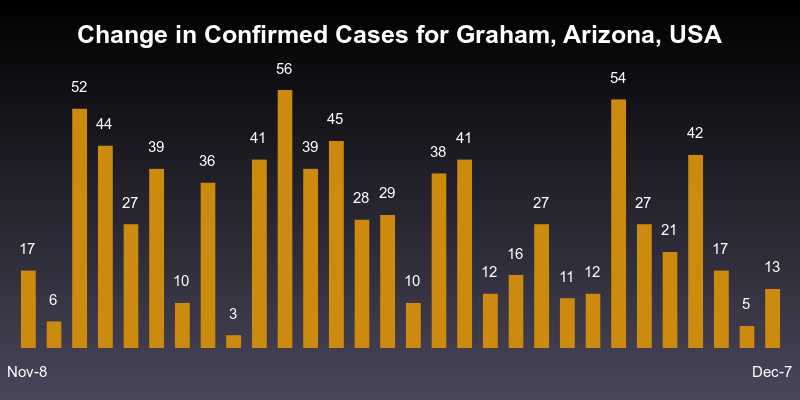 Change in Confirmed Cases for Graham, Arizona, USA
17 6 52 44 27 39 10 36 3 41 56 39 45 28 29 10 38 41 12 16 27 11 12 54 27 21 42 17 5 13
Nov-8 Dec-7